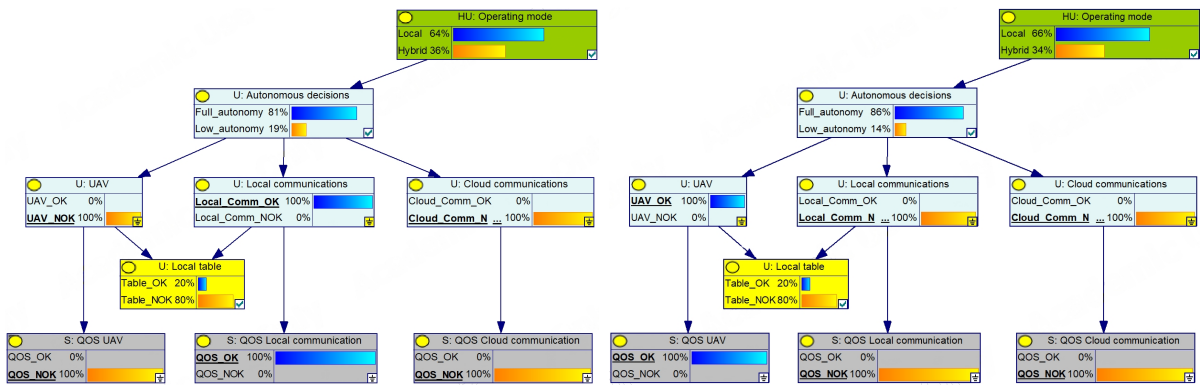 HU: Operating mode
Local 64%
Hybrid 36%
U: Autonomous decisions
Full_autonomy 81%
Low_autonomy 19%
U: UAV
UAV_OK 0%
UAV_NOK 100%
U: Local communications
Local_Comm_OK 100%
Local_Comm_NOK 0%
U: Cloud communications
Cloud_Comm_OK 0%
Cloud_Comm_N ... 100%
U: Local table
Table_OK 20%
Table_NOK 80%
S: QOS UAV
QOS_OK 0%
QOS_NOK 100%
S: QOS Local communication
QOS_OK 100%
QOS_NOK 0%
S: QOS Cloud communication
QOS_OK 0%
QOS_NOK 100%
HU: Operating mode
Local 66%
Hybrid 34%
U: Autonomous decisions
Full_autonomy 86%
Low_autonomy 14%
U: UAV
UAV_OK 100%
UAV_NOK 0%
U: Local communications
Local_Comm_OK 0%
Local_Comm_N ... 100%
U: Cloud communications
Cloud_Comm_OK 0%
Cloud_Comm_N ... 100%
U: Local table
Table_OK 20%
Table_NOK 80%
S: QOS UAV
QOS_OK 100%
QOS_NOK 0%
S: QOS Local communication
QOS_OK 0%
QOS_NOK 100%
S: QOS Cloud communication
QOS_OK 0%
QOS_NOK 100%